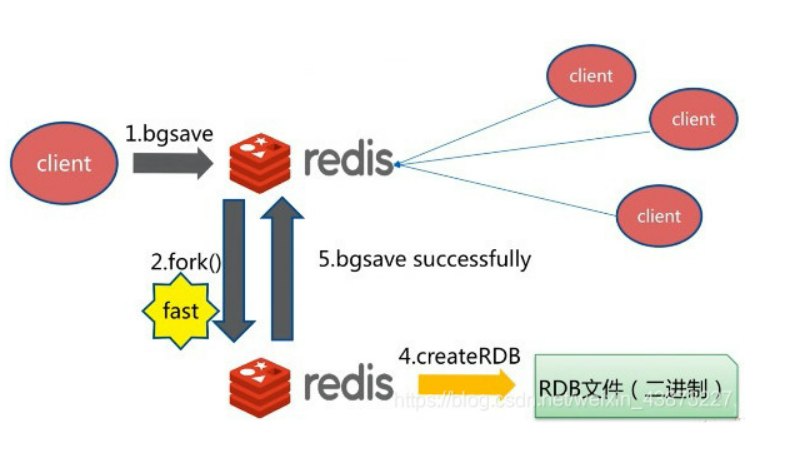 client
client
1.bgsave
client
redis
client
2.fork()
5.bgsave successfully
fast
4.createRDB
redis
RDB文件（二进制）
https://blog.csdn.net/weixin_43878227